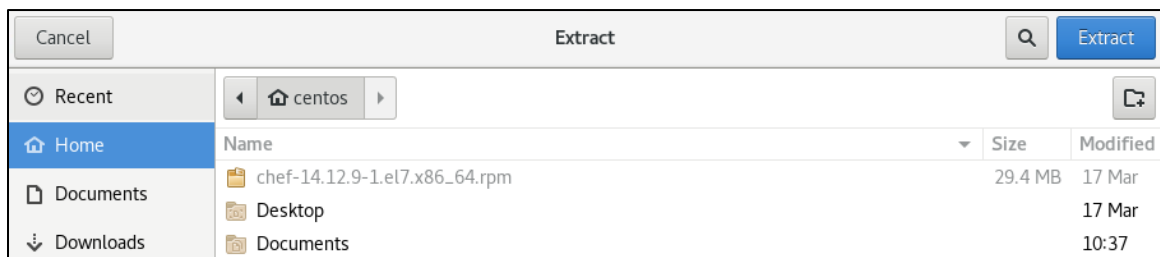 Cancel Extract Extract
Recent centos
Home Name Size Modified
chef-14.12.9-1.el7.x86_64.rpm 29.4 MB 17 Mar
Documents Desktop 17 Mar
Downloads Documents 10:37